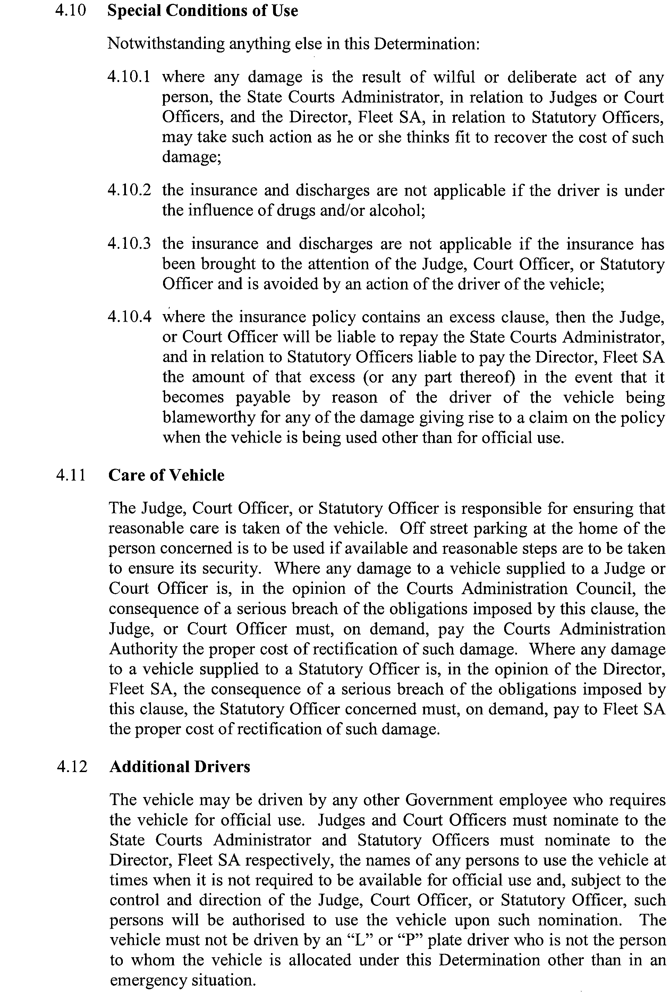 4.10 Special Conditions of Use
Notwithstanding anything else in this Determination:
4.10.1 where any damage is the result of wilful or deliberate act of any
person, the State Courts Administrator, in relation to Judges or Court
Officers, and the Director, Fleet SA, in relation to Statutory Officers,
may take such action as he or she thinks fit to recover the cost of such
damage;
4.10.2 the insurance and discharges are not applicable if the driver is under
the influence of drugs and/or alcohol;
4.10.3 the insurance and discharges are not applicable if the insurance has
been brought to the attention of the Judge, Court Officer, or Statutory
Officer and is avoided by an action of the driver of the vehicle;
4.10.4 where the insurance policy contains an excess clause, then the Judge,
or Court Officer will be liable to repay the State Courts Administrator,
and in relation to Statutory Officers liable to pay the Director, Fleet SA
the amount of that excess (or any part thereof) in the event that it
becomes payable by reason of the driver of the vehicle being
blameworthy for any of the damage giving rise to a claim on the policy
when the vehicle is being used other than for official use.
4.11 Care of Vehicle
The Judge, Court Officer, or Statutory Officer is responsible for ensuring that
reasonable care is taken of the vehicle. Off street parking at the home of the
person concerned is to be used if available and reasonable steps are to be taken
to ensure its security. Where any damage to a vehicle supplied to a Judge or
Court Officer is, in the opinion of the Courts Administration Council, the
consequence of a serious breach of the obligations imposed by this clause, the
Judge, or Court Officer must, on demand, pay the Courts Administration
Authority the proper cost of rectification of such damage. Where any damage
to a vehicle supplied to a Statutory Officer is, in the opinion of the Director,
Fleet SA, the consequence of a serious breach of the obligations imposed by
this clause, the Statutory Officer concerned must, on demand, pay to Fleet SA
the proper cost of rectification of such damage.
4.12 Additional Drivers
The vehicle may be driven by any other Government employee who requires
the vehicle for official use. Judges and Court Officers must nominate to the
State Courts Administrator and Statutory Officers must nominate to the
Director, Fleet SA respectively, the names of any persons to use the vehicle at
times when it is not required to be available for official use and, subject to the
control and direction of the Judge, Court Officer, or Statutory Officer, such
persons will be authorised to use the vehicle upon such nomination. The
vehicle must not be driven by an “L” or “P” plate driver who is not the person
to whom the vehicle is allocated under this Determination other than in an
emergency situation.